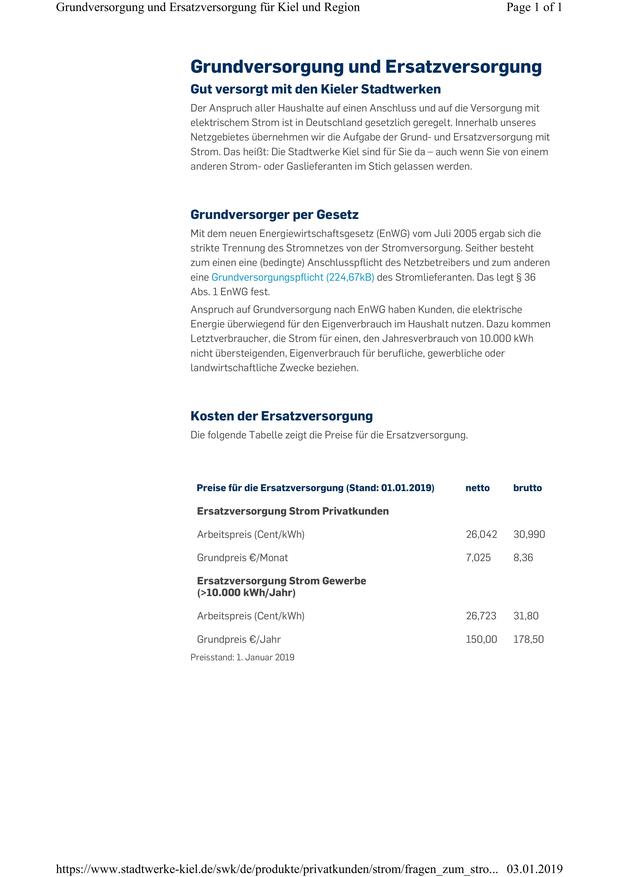 Grundversorgung und Ersatzversorgung für Kiel und Region Page 1 of 1
Grundversorgung und Ersatzversorgung
Gut versorgt mit den Kieler Stadtwerken
Der Anspruch aller Haushalte auf einen Anschluss und auf die Versorgung mit
elektrischem Strom ist in Deutschland gesetzlich geregelt. Innerhalb unseres
Netzgebietes übernehmen wir die Aufgabe der Grund- und Ersatzversorgung mit
Strom. Das heißt: Die Stadtwerke Kiel sind für Sie da – auch wenn Sie von einem
anderen Strom- oder Gaslieferanten im Stich gelassen werden.
Grundversorger per Gesetz
Mit dem neuen Energiewirtschaftsgesetz (EnWG) vom Juli 2005 ergab sich die
strikte Trennung des Stromnetzes von der Stromversorgung. Seither besteht
zum einen eine (bedingte) Anschlusspflicht des Netzbetreibers und zum anderen
eine Grundversorgungspflicht (224,67kB) des Stromlieferanten. Das legt § 36
Abs. 1 EnWG fest.
Anspruch auf Grundversorgung nach EnWG haben Kunden, die elektrische
Energie überwiegend für den Eigenverbrauch im Haushalt nutzen. Dazu kommen
Letztverbraucher, die Strom für einen, den Jahresverbrauch von 10.000 kWh
nicht übersteigenden, Eigenverbrauch für berufliche, gewerbliche oder
landwirtschaftliche Zwecke beziehen.
Kosten der Ersatzversorgung
Die folgende Tabelle zeigt die Preise für die Ersatzversorgung.
Preise für die Ersatzversorgung (Stand: 01.01.2019) netto brutto
Ersatzversorgung Strom Privatkunden
Arbeitspreis (Cent/kWh) 26,042 30,990
Grundpreis €/Monat 7,025 8,36
Ersatzversorgung Strom Gewerbe
(>10.000 kWh/Jahr)
Arbeitspreis (Cent/kWh) 26,723 31,80
Grundpreis €/Jahr 150,00 178,50
Preisstand: 1. Januar 2019
https://www.stadtwerke-kiel.de/swk/de/produkte/privatkunden/strom/fragen_zum_stro... 03.01.2019